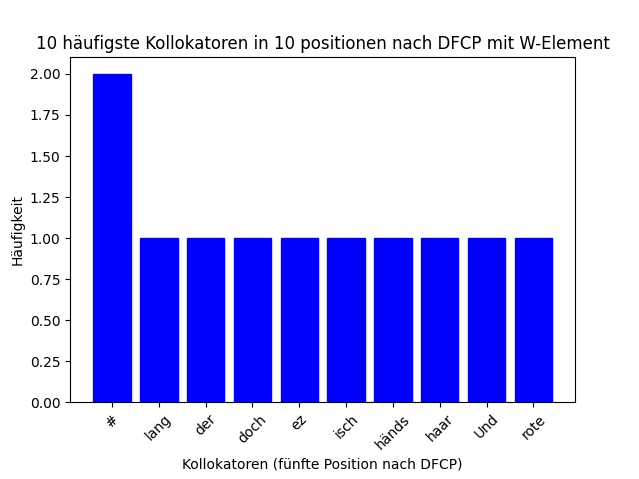 10 häufigste Kollokatoren in 10 positionen nach DFCP mit W-Element
2.00
1.75
1.50
1.25
1.00
0.75
0.50
0.25
0.00
Häufigkeit
# lang der doch ez isch händs haar Und rote
Kollokatoren (fünfte Position nach DFCP)